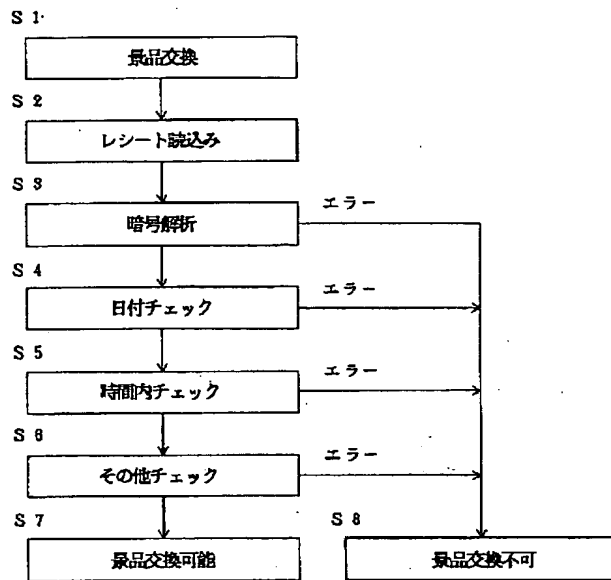 S 1
景品交換
S 2
レシート読込み
S 3
暗号解析
エラー
S 4
日付チェック
エラー
S 5
時間内チェック
エラー
S 6
その他チェック
エラー
S 7
景品交換可能
S 8
景品交換不可